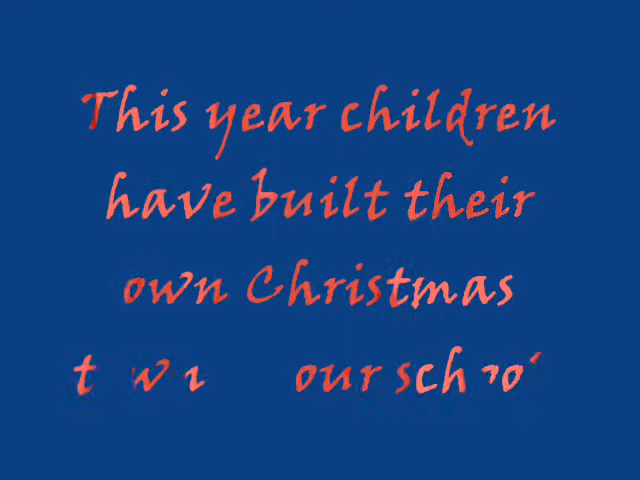 This year children
have built their
own Christmas
our